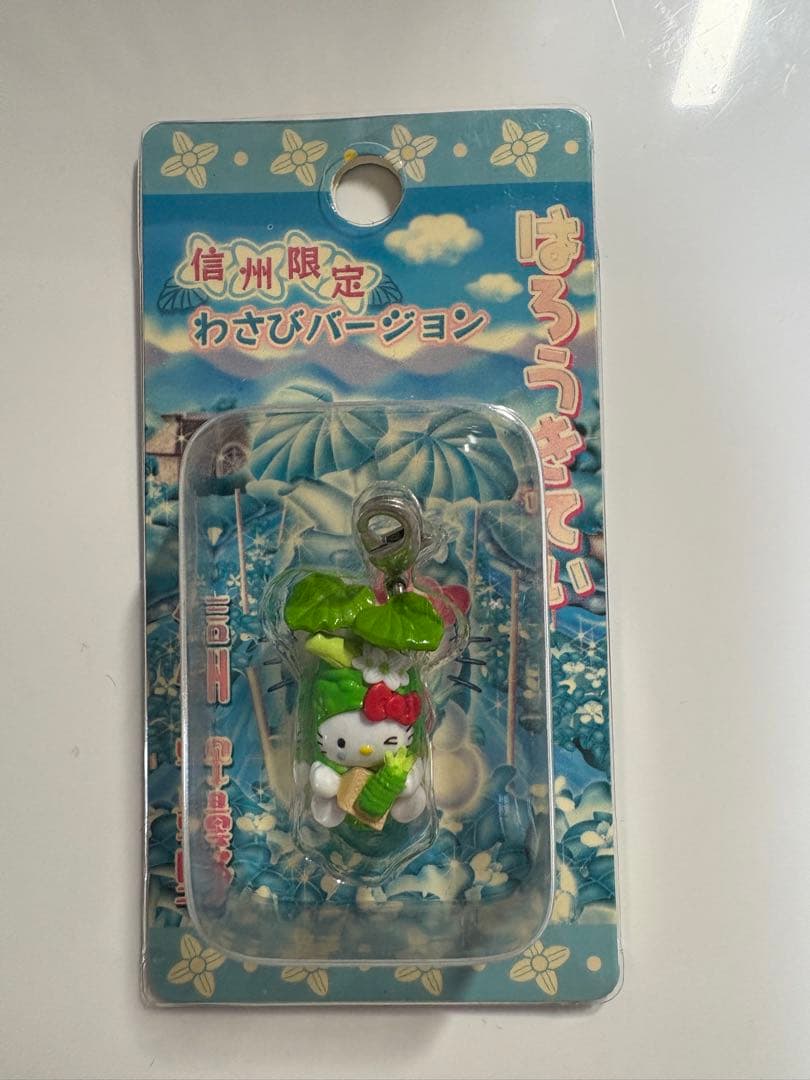 はろうきてぃ
信州限定
わさびバージョン